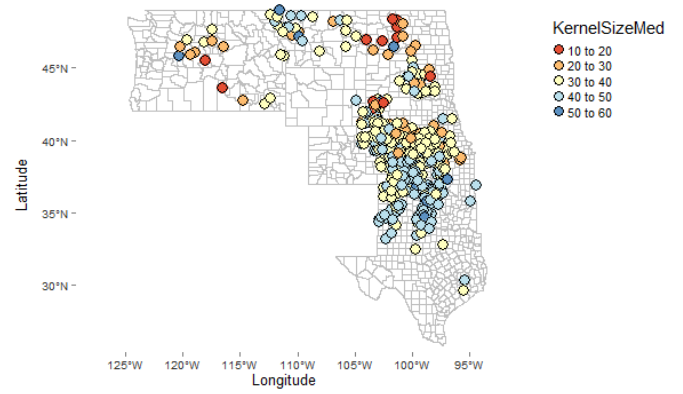 KernelSizeMed
10 to 20
20 to 30
30 to 40
40 to 50
50 to 60
45°N
40°N
35°N
30°N
Latitude
125°W 120°W 115°W 110°W 105°W 100°W 95°W
Longitude